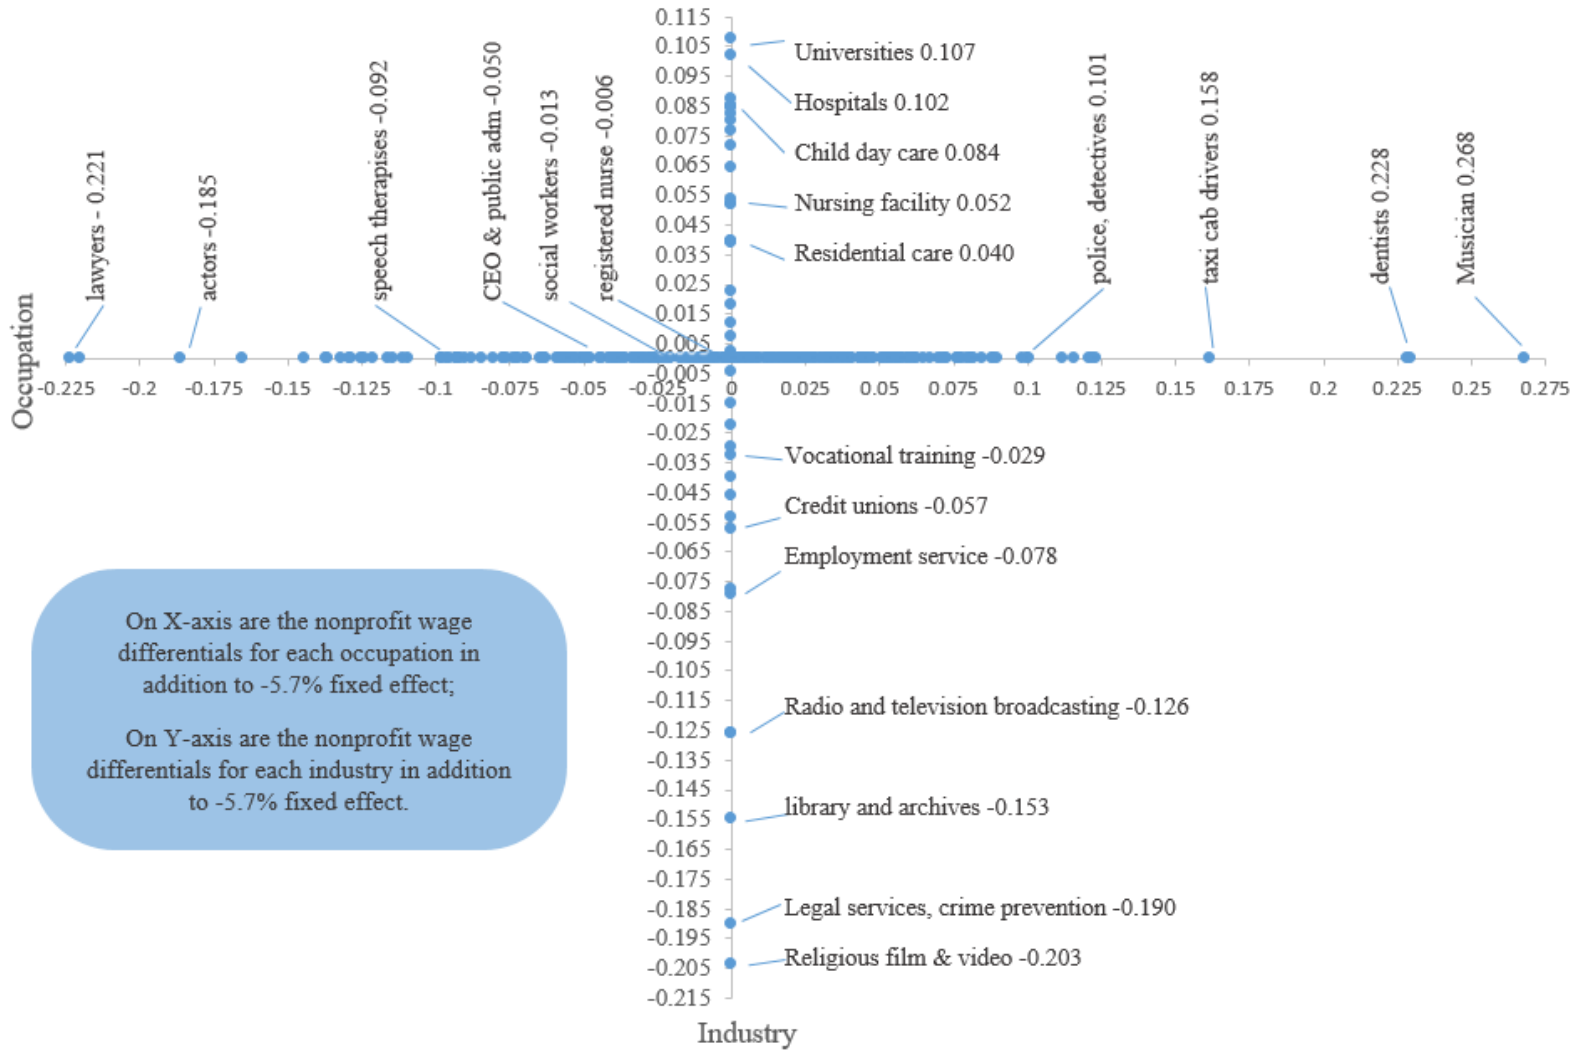 0.115
0.105
0.095
0.085
0.075
0.065
0.055
0.045
0.035
0.025
0.015
0.005
-0.005
-0.015
-0.025
-0.035
-0.045
-0.055
-0.065
-0.075
-0.085
-0.095
-0.105
-0.115
-0.125
-0.135
-0.145
-0.155
-0.165
-0.175
-0.185
-0.195
-0.205
-0.215
Universities 0.107
Hospitals 0.102
Child day care 0.084
Nursing facility 0.052
Residential care 0.040
lawyers - 0.221
actors -0.185
speech therapises -0.092
CEO & public adm -0.050
social workers -0.013
registered nurse -0.006
police, detectives 0.101
taxi cab drivers 0.158
dentists 0.228
Musician 0.268
Occupation
-0.225 -0.2 -0.175 -0.15 -0.125 -0.1 -0.075 -0.05 -0.025 0 0.025 0.05 0.075 0.1 0.125 0.15 0.175 0.2 0.225 0.25 0.275
Vocational training -0.029
Credit unions -0.057
Employment service -0.078
Radio and television broadcasting -0.126
library and archives -0.153
Legal services, crime prevention -0.190
Religious film & video -0.203
On X-axis are the nonprofit wage
differentials for each occupation in
addition to -5.7% fixed effect;
On Y-axis are the nonprofit wage
differentials for each industry in addition
to -5.7% fixed effect.
Industry